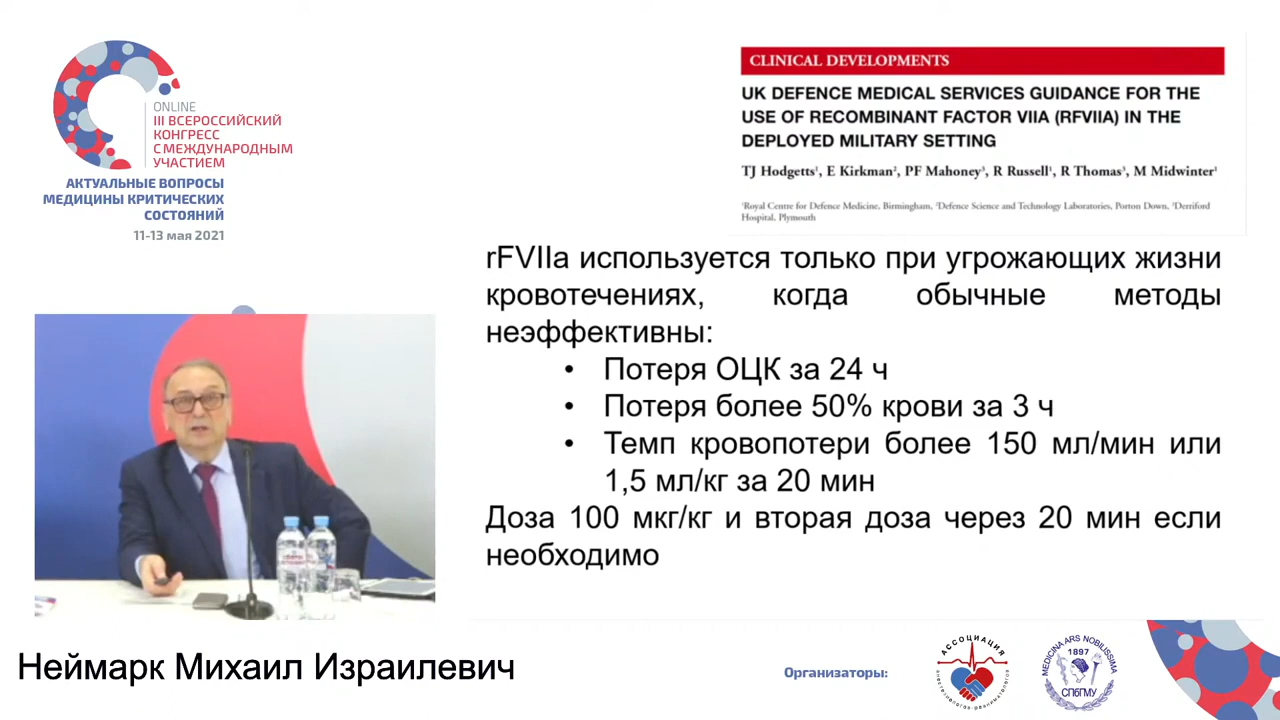 ONLINE
III ВСЕРОССИЙСКИЙ
КОНГРЕСС
С МЕЖДУНАРОДНЫМ
УЧАСТИЕМ
АКТУАЛЬНЫЕ ВОПРОСЫ
МЕДИЦИНЫ КРИТИЧЕСКИХ
СОСТОЯНИЙ
11-13 мая 2021
CLINICAL DEVELOPMENTS
UK DEFENCE MEDICAL SERVICES GUIDANCE FOR THE
USE OF RECOMBINANT FACTOR VIIA (RFVIIA) IN THE
DEPLOYED MILITARY SETTING
TJ Hodgetts¹, E Kirkman², PF Mahoney³, R Russell¹, R Thomas³, M Midwinter¹
¹Royal Centre for Defence Medicine, Birmingham, ²Defence Science and Technology Laboratories, Porton Down, ³Derriford
Hospital, Plymouth
rFVIIa используется только при угрожающих жизни
кровотечениях, когда обычные методы
неэффективны:
• Потеря ОЦК за 24 ч
• Потеря более 50% крови за 3 ч
• Темп кровопотери более 150 мл/мин или
1,5 мл/кг за 20 мин
Доза 100 мкг/кг и вторая доза через 20 мин если
необходимо
Неймарк Михаил Израилевич
Организаторы:
АССОЦИАЦИЯ
АНЕСТЕЗИОЛОГОВ-РЕАНИМАТОЛОГОВ
MEDICINA ARS NOBILISSIMA
1897
СПбГМУ